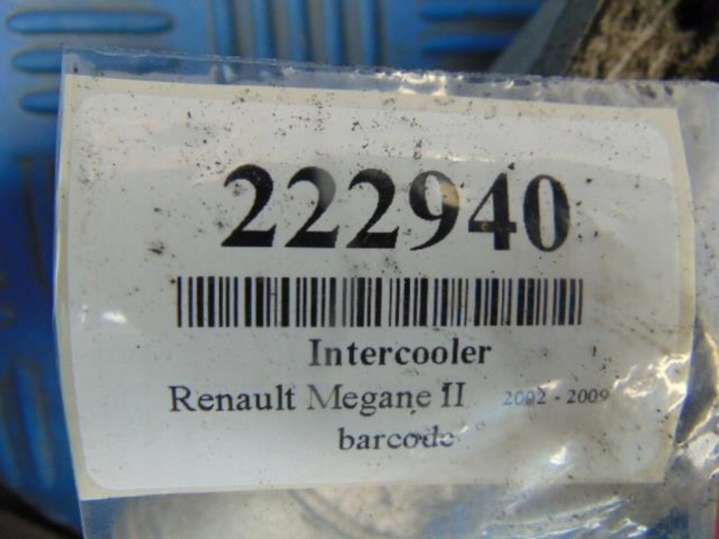 222940
Intercooler
Renault Megane II 2002 - 2009
barcode